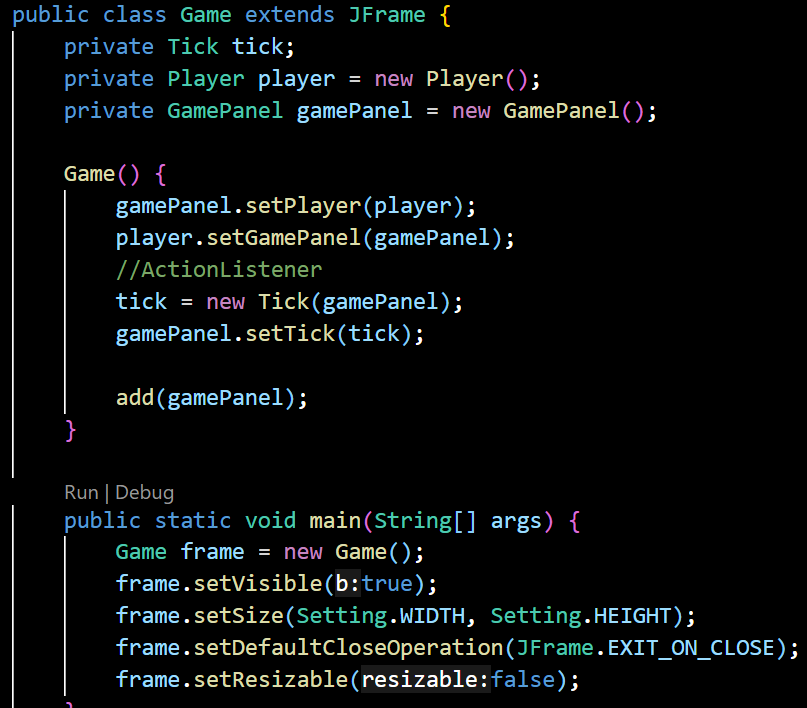 public class Game extends JFrame {
    private Tick tick;
    private Player player = new Player();
    private GamePanel gamePanel = new GamePanel();

    Game() {
        gamePanel.setPlayer(player);
        player.setGamePanel(gamePanel);
        //ActionListener
        tick = new Tick(gamePanel);
        gamePanel.setTick(tick);

        add(gamePanel);
    }

    Run | Debug
    public static void main(String[] args) {
        Game frame = new Game();
        frame.setVisible(b:true);
        frame.setSize(Setting.WIDTH, Setting.HEIGHT);
        frame.setDefaultCloseOperation(JFrame.EXIT_ON_CLOSE);
        frame.setResizable(resizable:false);
    }